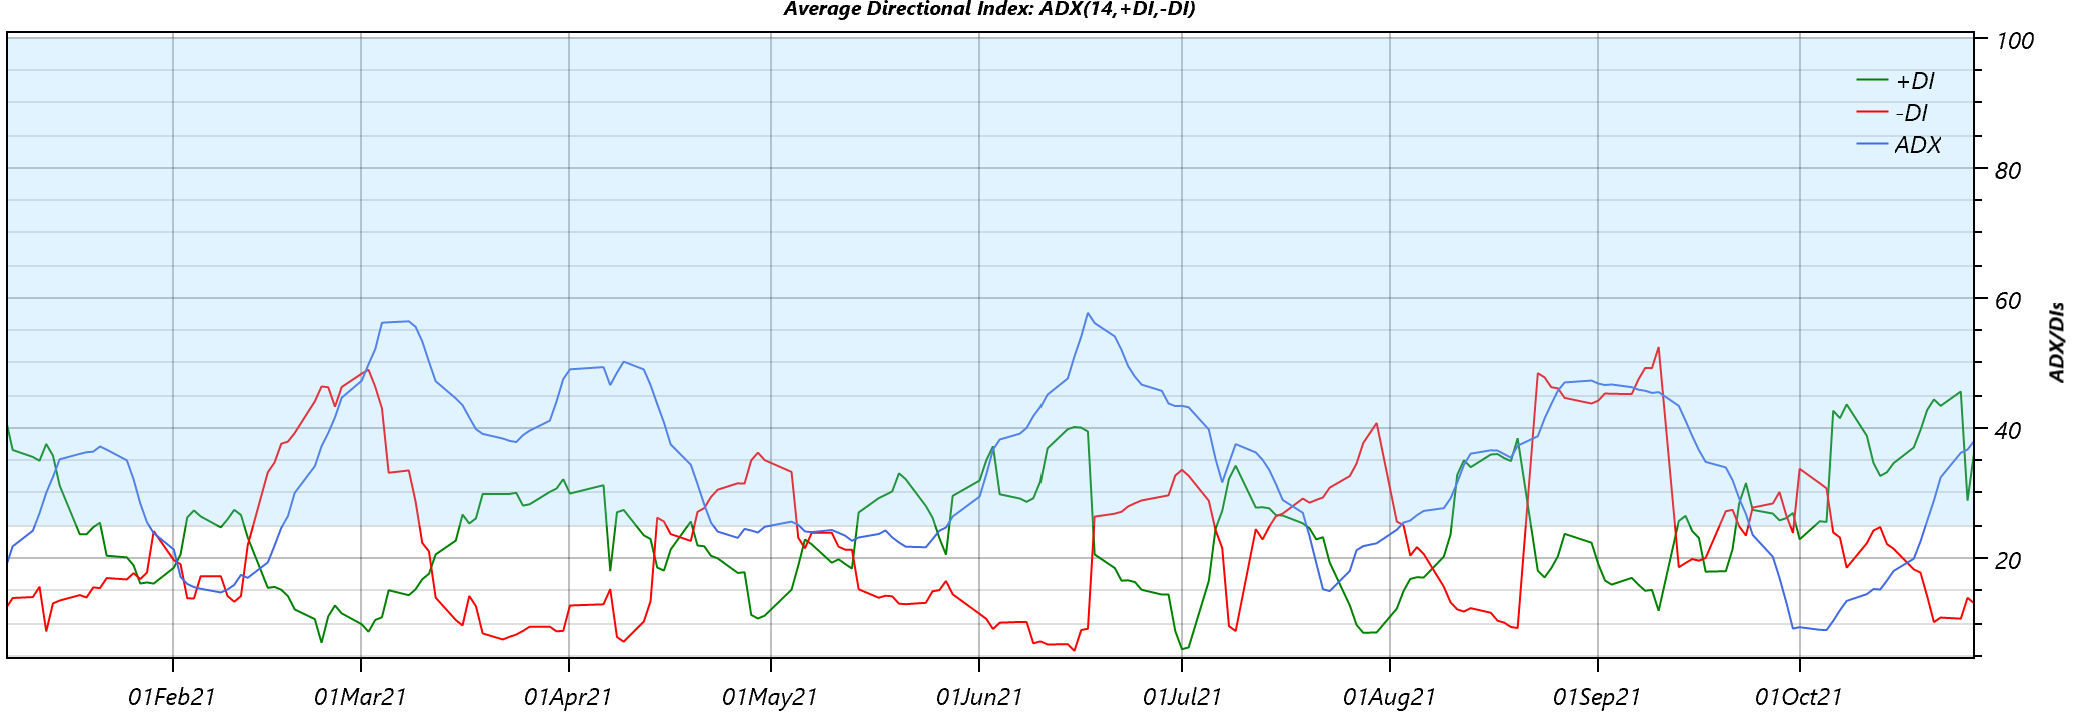 Average Directional Index: ADX(14,+DI,-DI)
100
80
60
40
20
+DI
-DI
ADX
ADX/DIs
01Feb21
01Mar21
01Apr21
01May21
01Jun21
01Jul21
01Aug21
01Sep21
01Oct21